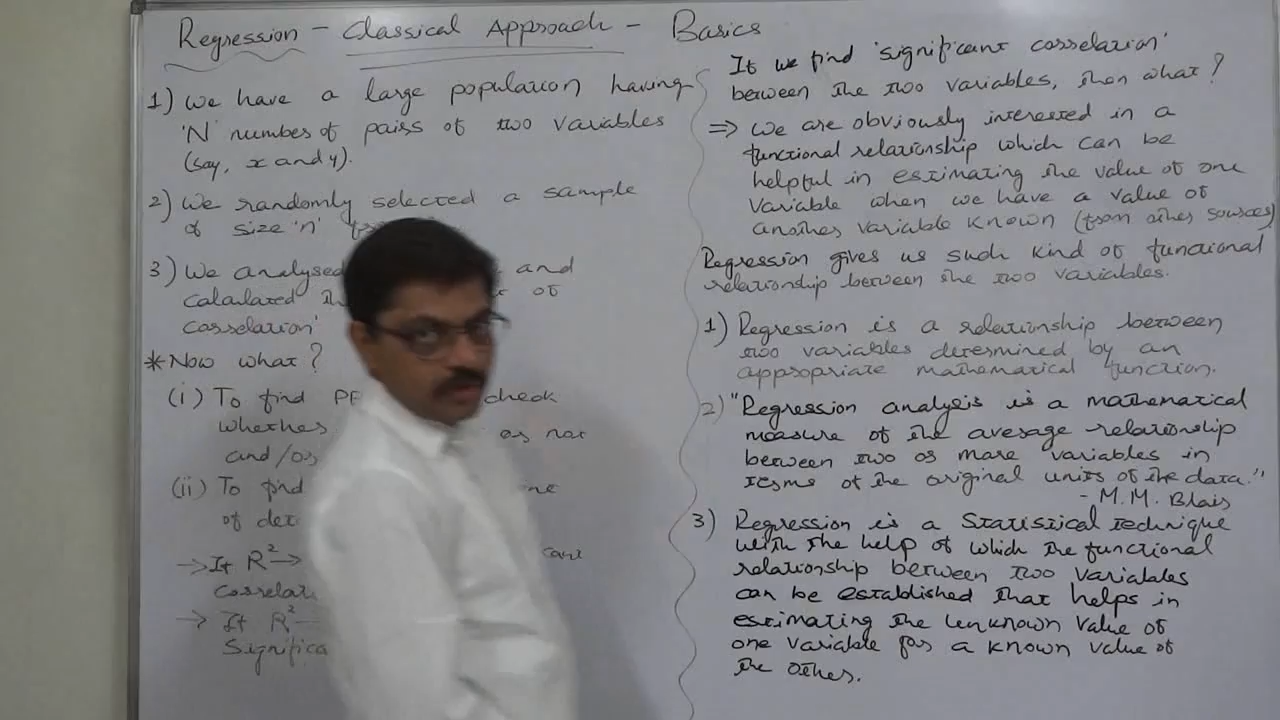 Regression - Classical Approach - Basics
1) We have a large population having
'N' number of pairs of two variables
(say, x and y).
2) We randomly selected a sample
of size 'n'
3) We analysed and
calculated of
correlation'
* Now what?
(i) To find check
whether or not
and/or
(ii) To find
of
→ If R² →
→ If R²
If we find 'significant correlation'
between the two variables, then what?
⇒ We are obviously interested in a
functional relationship which can be
helpful in estimating the value of one
variable when we have a value of
another variable known (from other sources)
Regression gives us such kind of functional
relationship between the two variables.
1) Regression is a relationship between
two variables determined by an
appropriate mathematical function.
2) "Regression analysis is a mathematical
measure of the average relationship
between two or more variables in
terms of the original units of the data."
- M.M. Blair
3) Regression is a Statistical technique
with the help of which the functional
relationship between two variables
can be established that helps in
estimating the unknown value of
one variable for a known value of
the other.